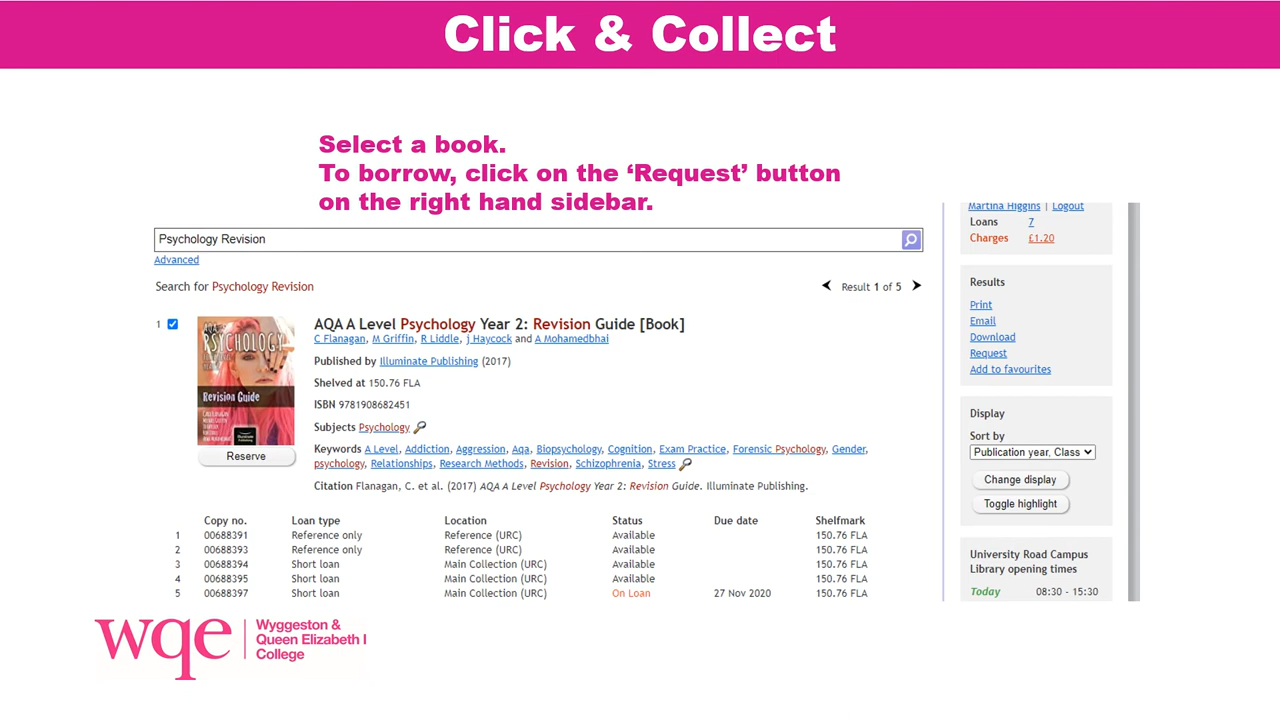 Click & Collect
Select a book.
To borrow, click on the ‘Request’ button
on the right hand sidebar.
Martina Higgins | Logout
Loans 7
Charges £1.20
Psychology Revision
Advanced
Search for Psychology Revision
Result 1 of 5
1
AQA A Level Psychology Year 2: Revision Guide [Book]
C Flanagan, M Griffin, R Liddle, j Haycock and A Mohamedbhai
Published by Illuminate Publishing (2017)
Shelved at 150.76 FLA
ISBN 9781908682451
Subjects Psychology
Keywords A Level, Addiction, Aggression, Aqa, Biopsychology, Cognition, Exam Practice, Forensic Psychology, Gender,
psychology, Relationships, Research Methods, Revision, Schizophrenia, Stress
Citation Flanagan, C. et al. (2017) AQA A Level Psychology Year 2: Revision Guide. Illuminate Publishing.
PSYCHOLOGY
Revision Guide
Reserve
Copy no. Loan type Location Status Due date Shelfmark
1 00688391 Reference only Reference (URC) Available 150.76 FLA
2 00688393 Reference only Reference (URC) Available 150.76 FLA
3 00688394 Short loan Main Collection (URC) Available 150.76 FLA
4 00688395 Short loan Main Collection (URC) Available 150.76 FLA
5 00688397 Short loan Main Collection (URC) On Loan 27 Nov 2020 150.76 FLA
Results
Print
Email
Download
Request
Add to favourites
Display
Sort by
Publication year, Class
Change display
Toggle highlight
University Road Campus
Library opening times
Today 08:30 - 15:30
wqe
Wyggeston &
Queen Elizabeth I
College